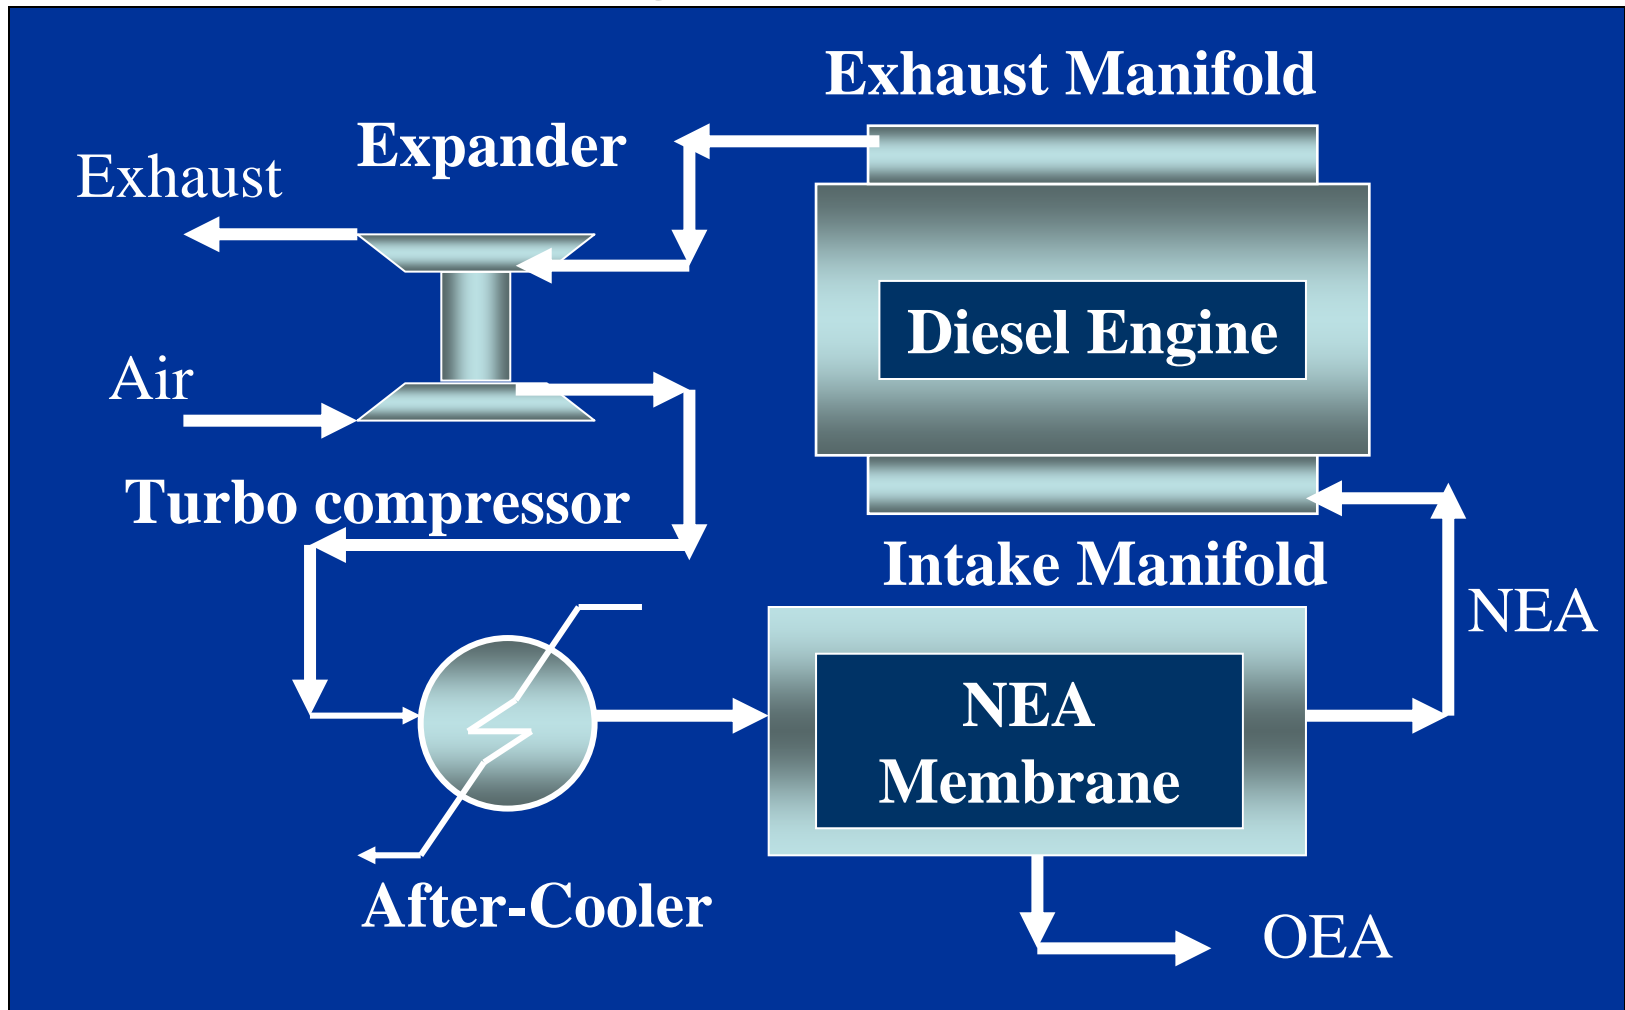 Exhaust Manifold
Expander
Exhaust
Diesel Engine
Air
Turbo compressor
Intake Manifold
NEA
NEA
Membrane
After-Cooler
OEA